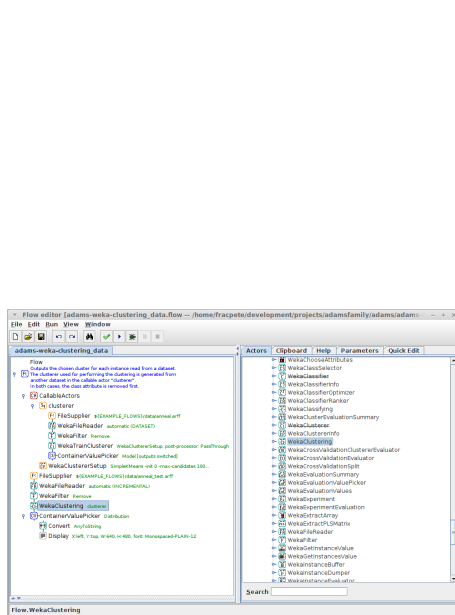 Flow editor [adams-weka-clustering_data.flow -- /home/fracpete/development/projects/adamsfamily/adams/adams-
File Edit Run View Window
adams-weka-clustering_data
Flow
Outputs the chosen cluster for each instance read from a dataset.
The clusterer used for performing the clustering is generated from
another dataset in the callable actor "clusterer".
In both cases, the class attribute is removed first.
CallableActors
clusterer
FileSupplier ${EXAMPLE_FLOWS}/data/anneal.arff
WekaFileReader automatic (DATASET)
WekaFilter Remove
WekaTrainClusterer WekaClustererSetup, post-processor: PassThrough
ContainerValuePicker Model [outputs switched]
WekaClustererSetup SimpleKMeans -init 0 -max-candidates 100...
FileSupplier ${EXAMPLE_FLOWS}/data/anneal_test.arff
WekaFileReader automatic (INCREMENTAL)
WekaFilter Remove
WekaClustering clusterer
ContainerValuePicker Distribution
Convert AnyToString
Display X:left, Y:top, W:640, H:480, font: Monospaced-PLAIN-12
Actors Clipboard Help Parameters Quick Edit
WekaChooseAttributes
WekaClassSelector
WekaClassifier
WekaClassifierInfo
WekaClassifierOptimizer
WekaClassifierRanker
WekaClassifying
WekaClusterEvaluationSummary
WekaClusterer
WekaClustererInfo
WekaClustering
WekaCrossValidationClustererEvaluator
WekaCrossValidationEvaluator
WekaCrossValidationSplit
WekaEvaluationSummary
WekaEvaluationValuePicker
WekaEvaluationValues
WekaExperiment
WekaExperimentEvaluation
WekaExtractArray
WekaExtractPLSMatrix
WekaFileReader
WekaFilter
WekaGetInstanceValue
WekaGetInstancesValue
WekaInstanceBuffer
WekaInstanceDumper
WekaInstanceEvaluator
Search
Flow.WekaClustering